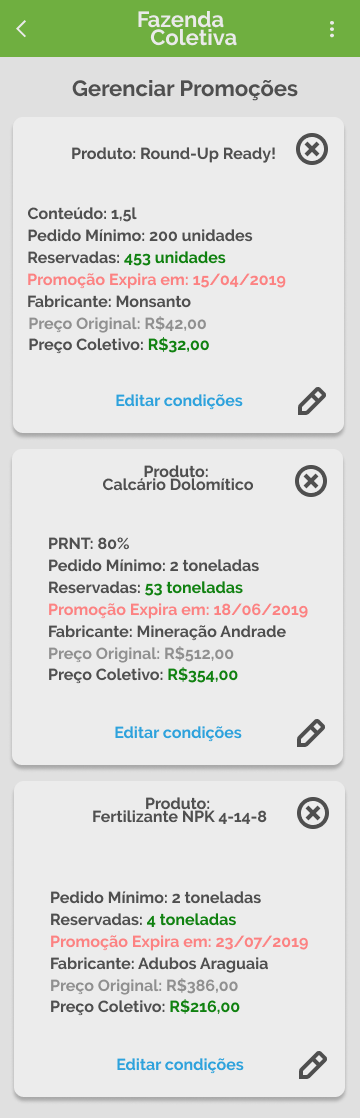 Fazenda
Coletiva
Gerenciar Promoções
Produto: Round-Up Ready!
Conteúdo: 1,5l
Pedido Mínimo: 200 unidades
Reservadas: 453 unidades
Promoção Expira em: 15/04/2019
Fabricante: Monsanto
Preço Original: R$42,00
Preço Coletivo: R$32,00
Editar condições
Produto:
Calcário Dolomítico
PRNT: 80%
Pedido Mínimo: 2 toneladas
Reservadas: 53 toneladas
Promoção Expira em: 18/06/2019
Fabricante: Mineração Andrade
Preço Original: R$512,00
Preço Coletivo: R$354,00
Editar condições
Produto:
Fertilizante NPK 4-14-8
Pedido Mínimo: 2 toneladas
Reservadas: 4 toneladas
Promoção Expira em: 23/07/2019
Fabricante: Adubos Araguaia
Preço Original: R$386,00
Preço Coletivo: R$216,00
Editar condições